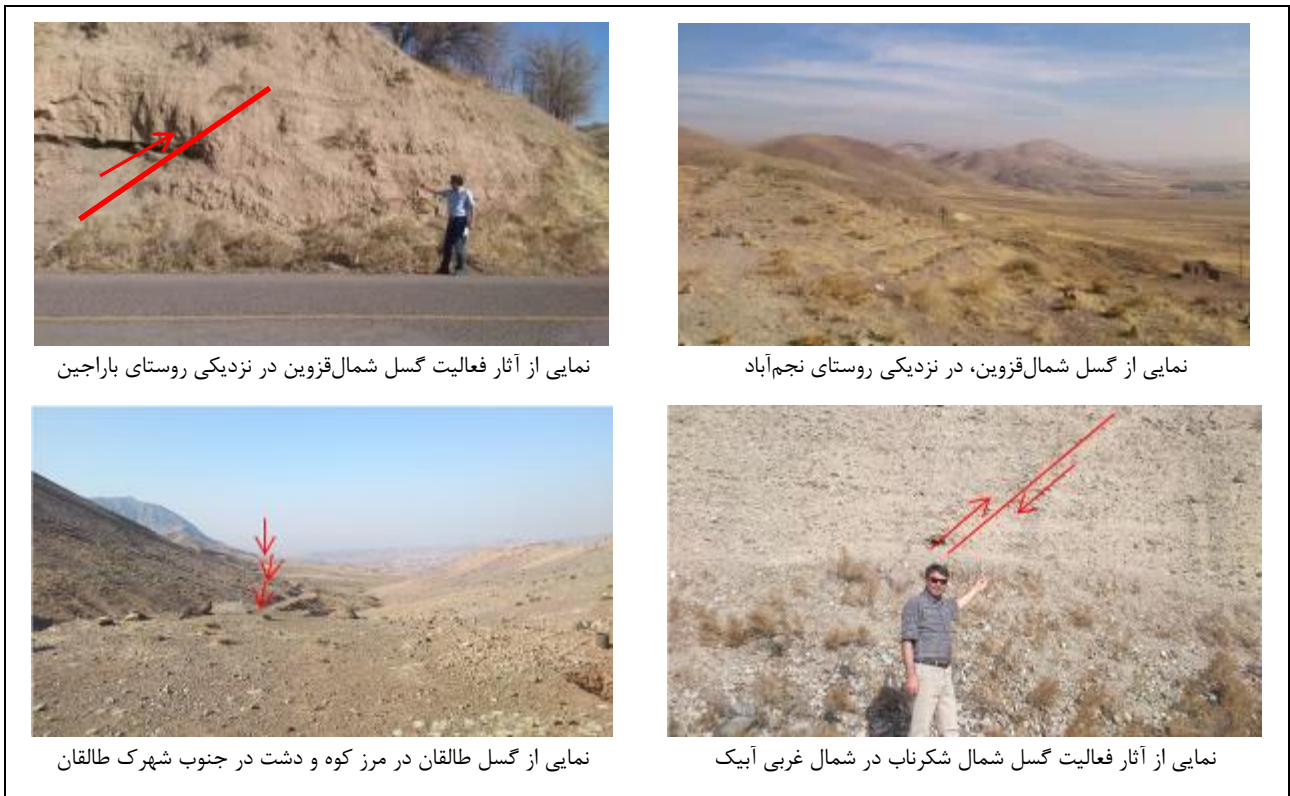 نمایی از گسل شمال‌قزوین، در نزدیکی روستای نجم‌آباد
نمایی از آثار فعالیت گسل شمال‌قزوین در نزدیکی روستای باراجین
نمایی از آثار فعالیت گسل شمال شکرناب در شمال غربی آبیک
نمایی از گسل طالقان در مرز کوه و دشت در جنوب شهرک طالقان